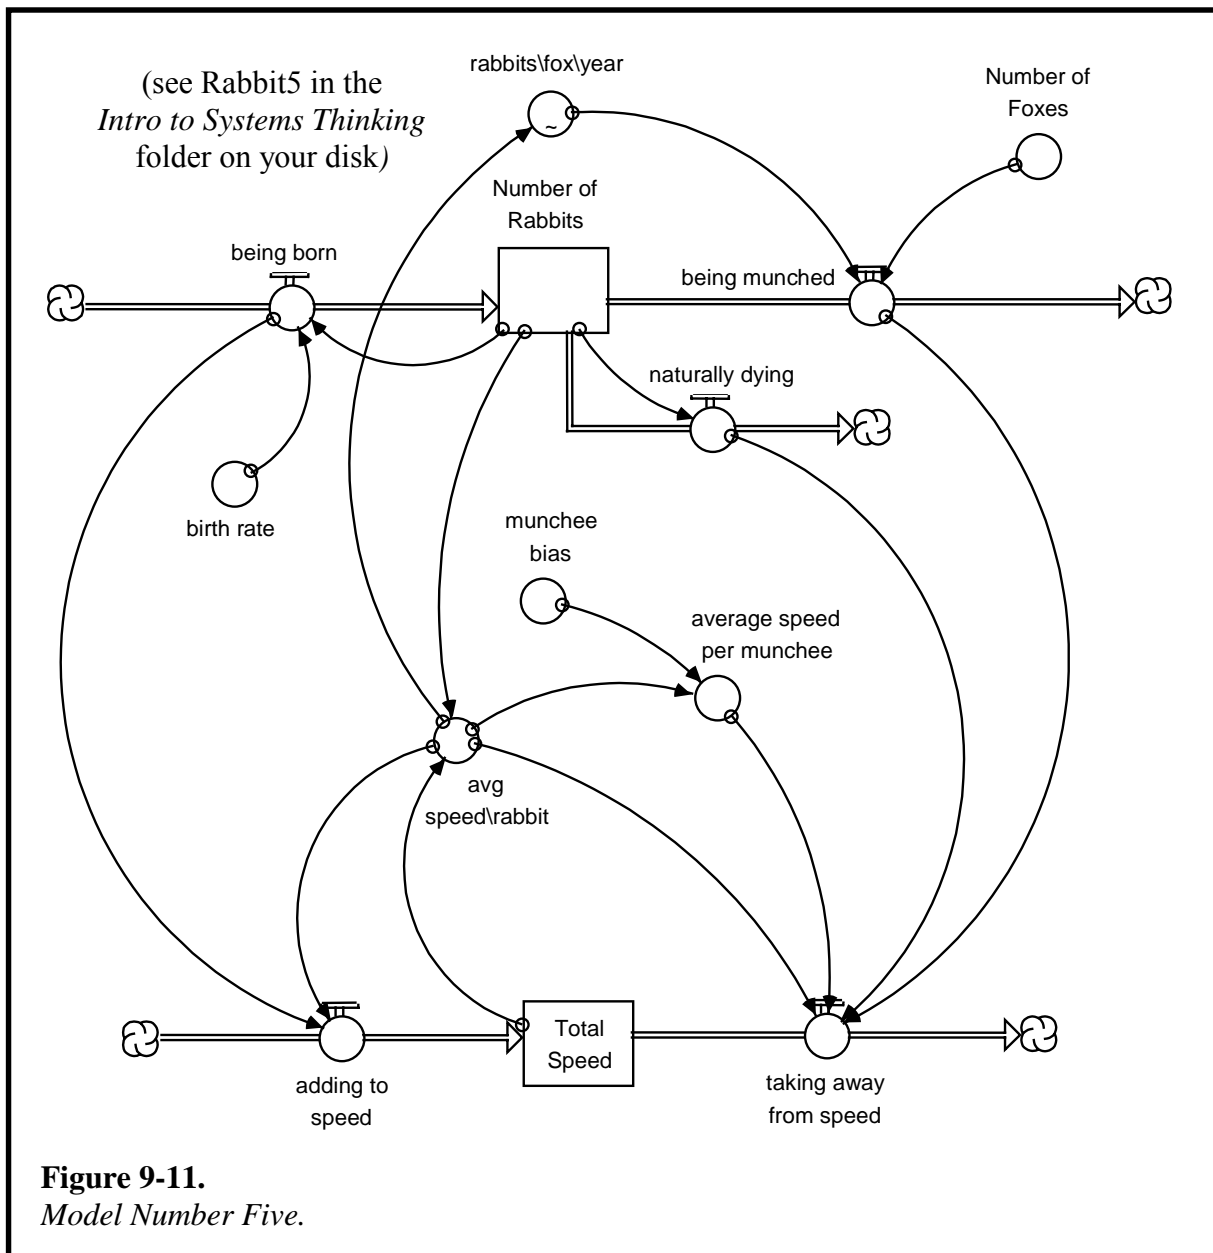 (see Rabbit5 in the
Intro to Systems Thinking
folder on your disk)
rabbits\fox\year
~
Number of
Foxes
Number of
Rabbits
being born
being munched
naturally dying
birth rate
munchee
bias
average speed
per munchee
avg
speed\rabbit
Total
Speed
adding to
speed
taking away
from speed
Figure 9-11.
Model Number Five.